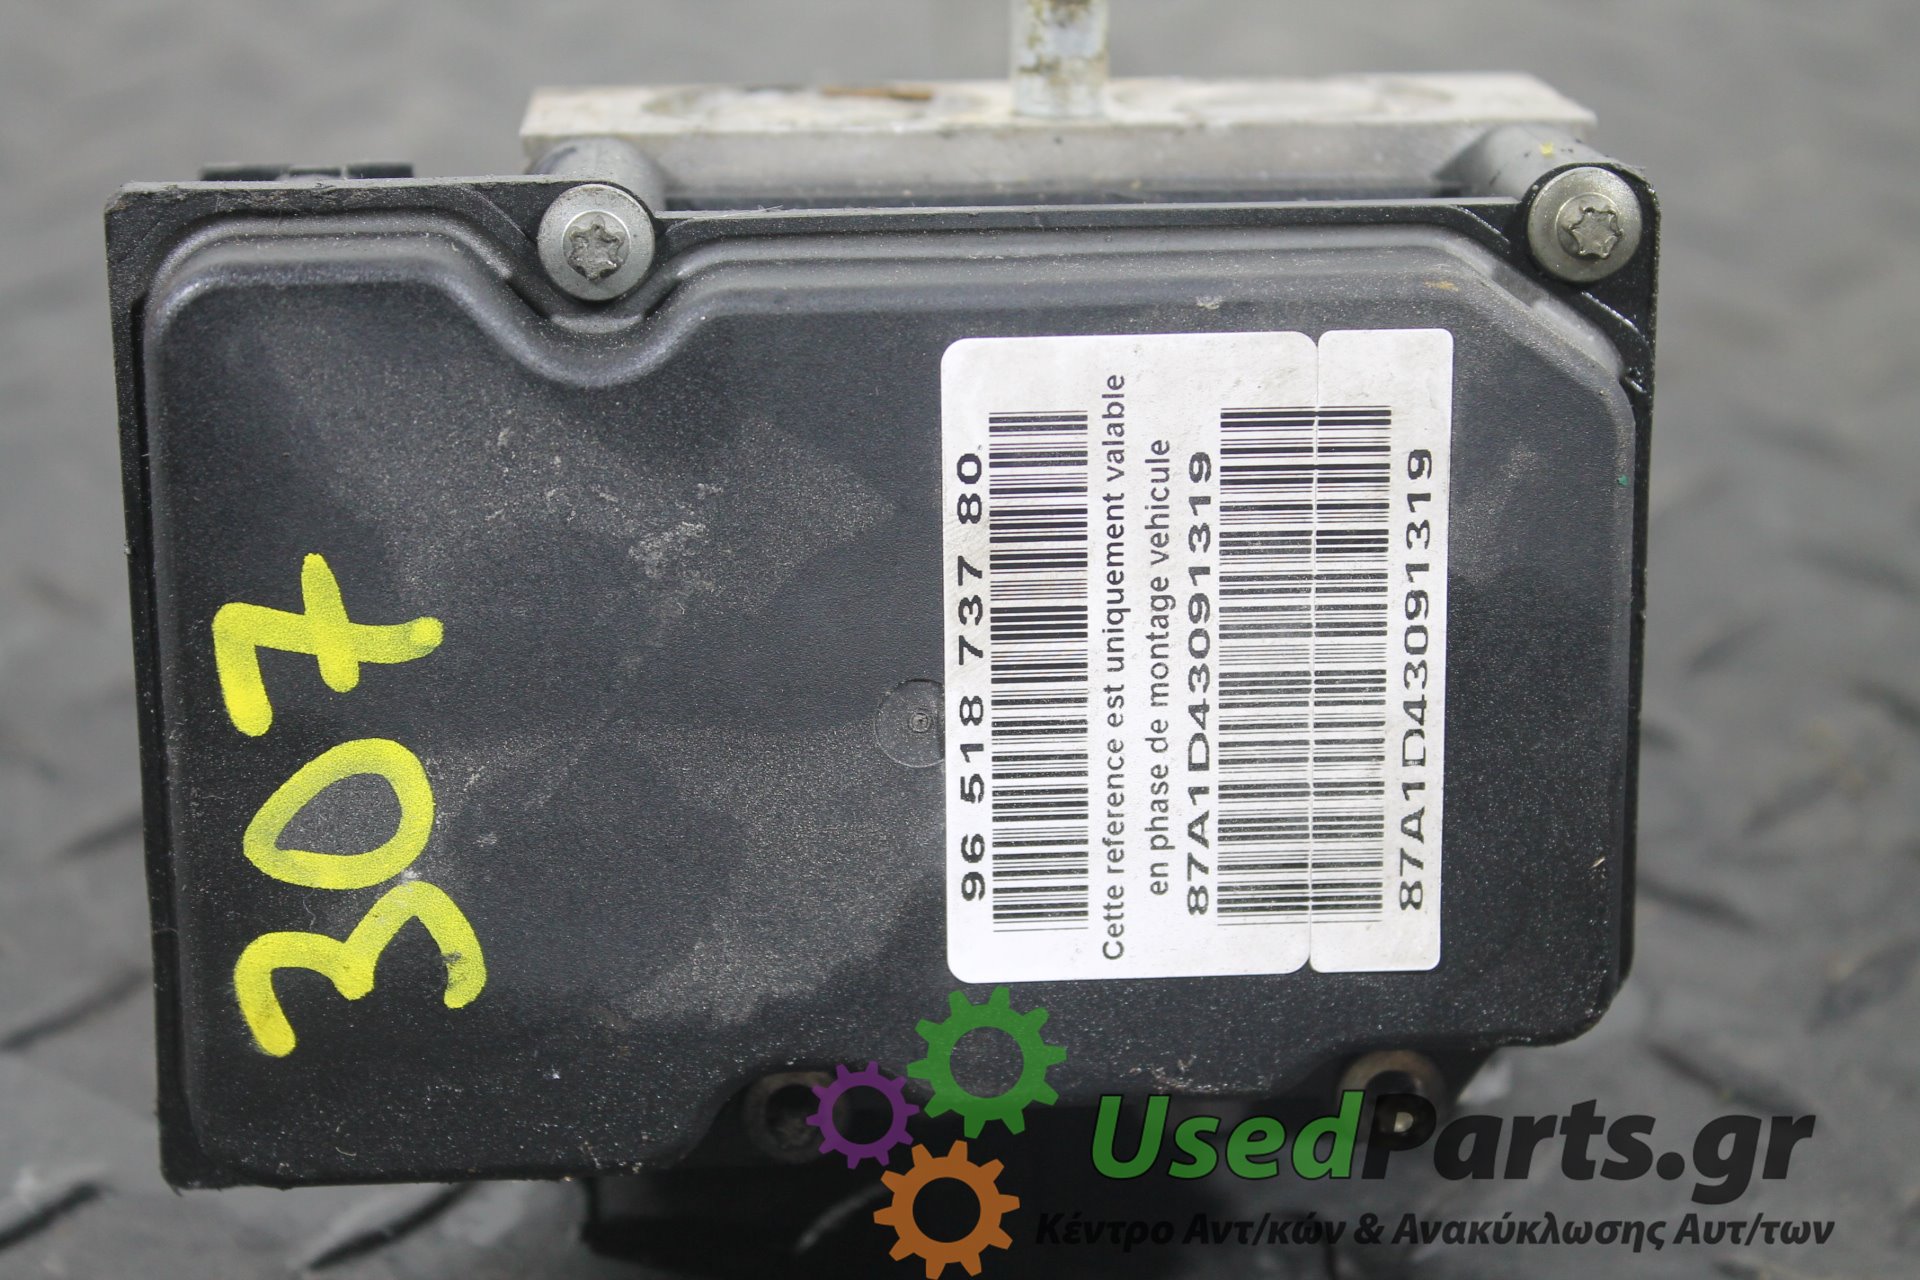 307
96 518 737 80
Cette reference est uniquement valable
en phase de montage vehicule
87A1D43091319
87A1D43091319
UsedParts.gr
Κέντρο Αντ/κών & Ανακύκλωσης Αυτ/των